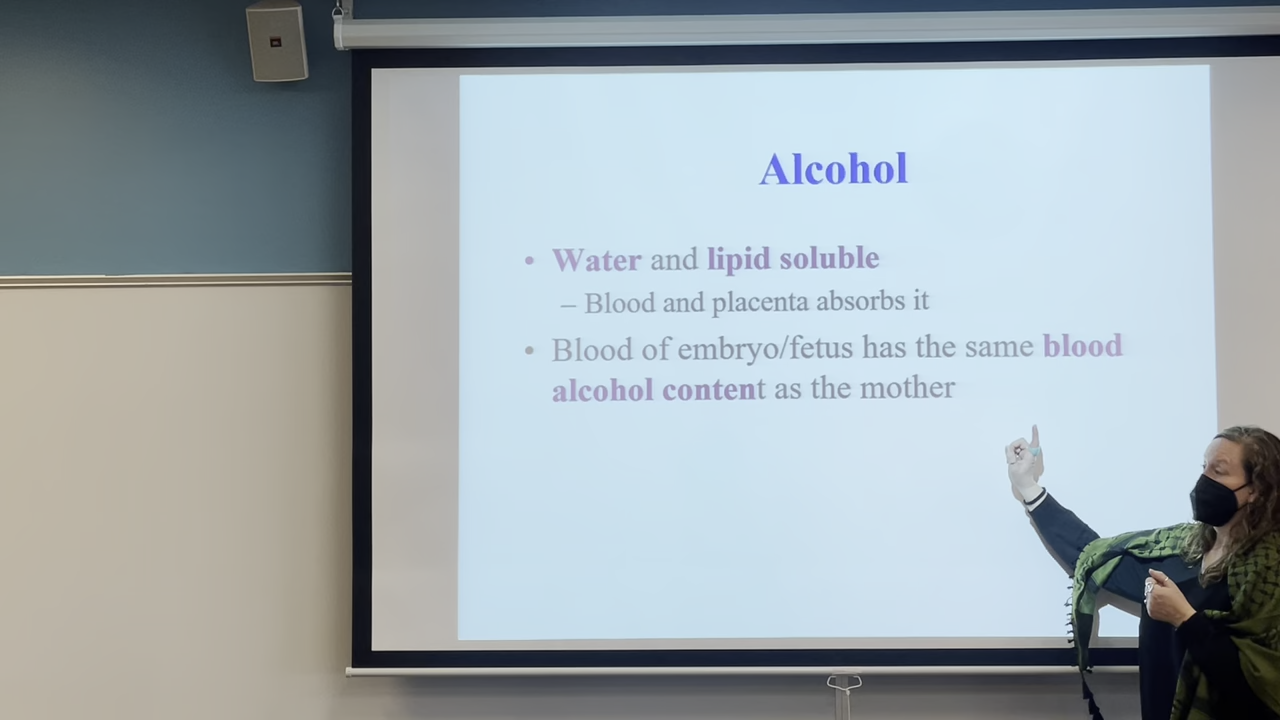 Alcohol
• Water and lipid soluble
– Blood and placenta absorbs it
• Blood of embryo/fetus has the same blood
alcohol content as the mother